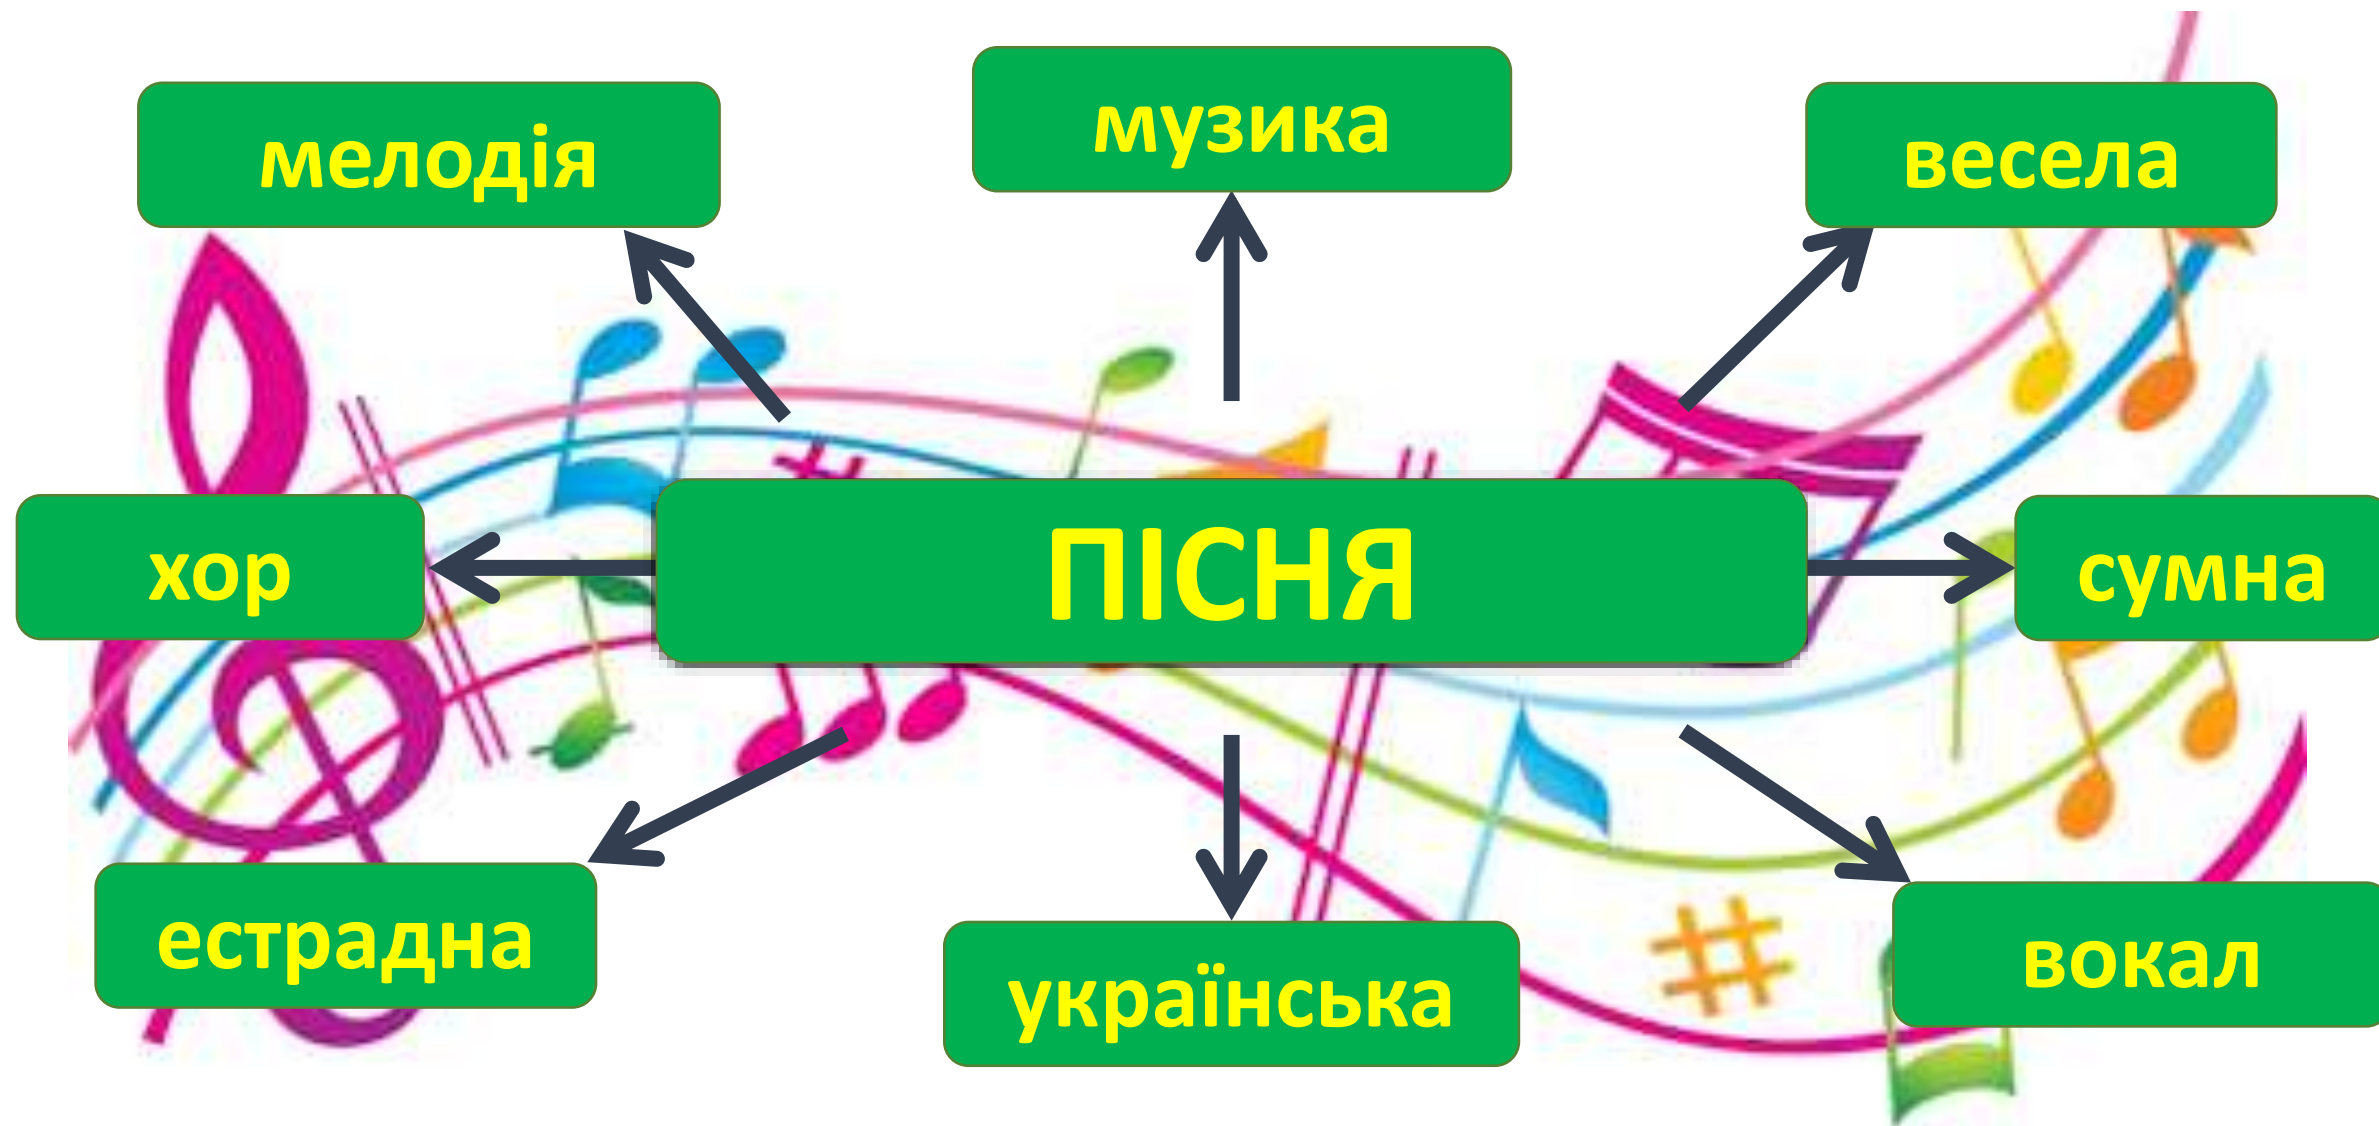 мелодія
музика
весела
хор
ПІСНЯ
сумна
естрадна
українська
вокал